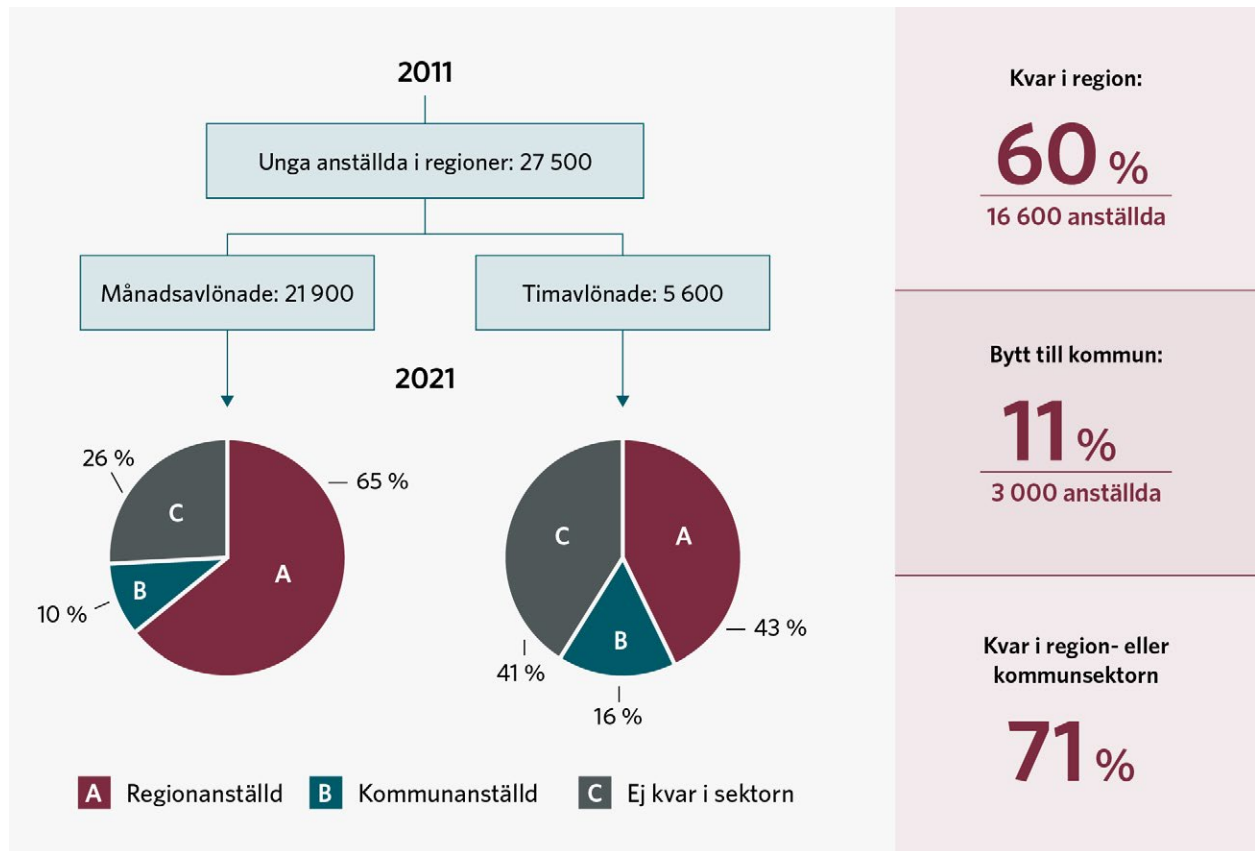 2011
Unga anställda i regioner: 27 500
Månadsavlönade: 21 900
Timavlönade: 5 600
2021
26 %
65 %
10 %
C
B
A
43 %
41 %
16 %
C
A
B
A Regionanställd
B Kommunanställd
C Ej kvar i sektorn
Kvar i region:
60 %
16 600 anställda
Bytt till kommun:
11 %
3 000 anställda
Kvar i region- eller
kommunsektorn
71 %